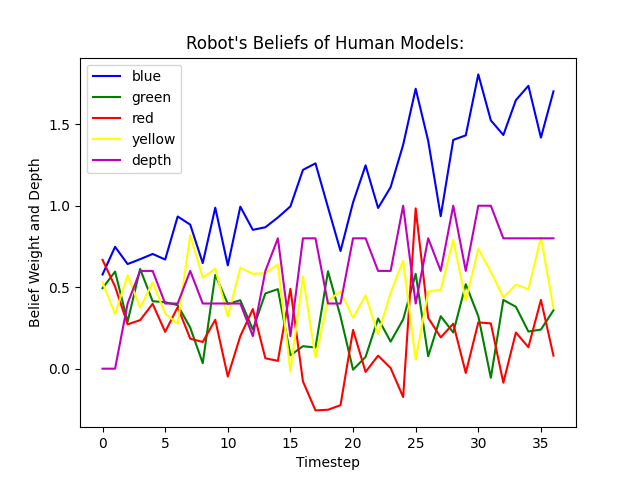 Robot's Beliefs of Human Models:
blue
green
red
yellow
depth
Belief Weight and Depth
1.5
1.0
0.5
0.0
0 5 10 15 20 25 30 35
Timestep